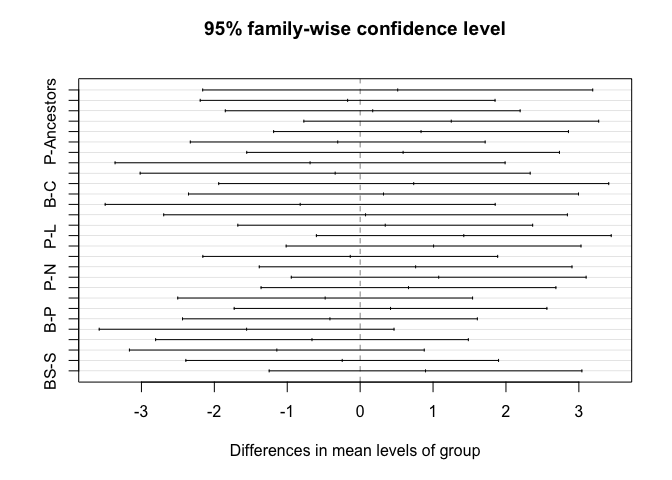 95% family-wise confidence level
P-Ancestors
B-C
P-L
P-N
B-P
BS-S
-3 -2 -1 0 1 2 3
Differences in mean levels of group